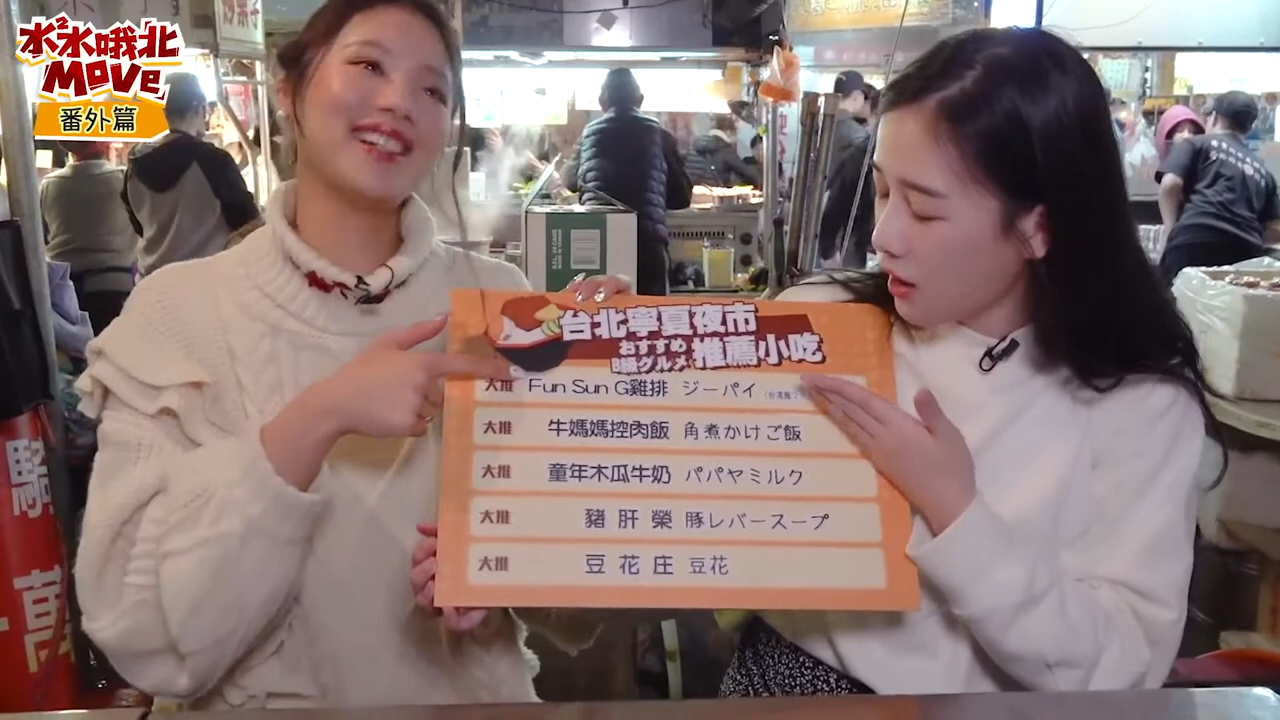 水²水哦北
MOVE
番外篇
台北寧夏夜市
おすすめ
B級グルメ 推薦小吃
大推 Fun Sun G雞排 ジーパイ
大推 牛媽媽控肉飯 角煮かけご飯
大推 童年木瓜牛奶 パパヤミルク
大推 豬肝榮 豚レバースープ
大推 豆花庄 豆花
騎
萬